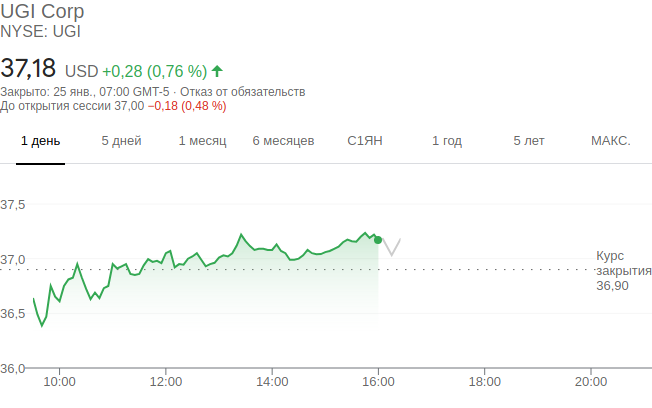 UGI Corp
NYSE: UGI
37,18 USD +0,28 (0,76 %)
Закрыто: 25 янв., 07:00 GMT-5 · Отказ от обязательств
До открытия сессии 37,00 −0,18 (0,48 %)
1 день 5 дней 1 месяц 6 месяцев С1ЯН 1 год 5 лет МАКС.
37,5
37,0
Курс
закрытия
36,90
36,5
36,0
10:00 12:00 14:00 16:00 18:00 20:00